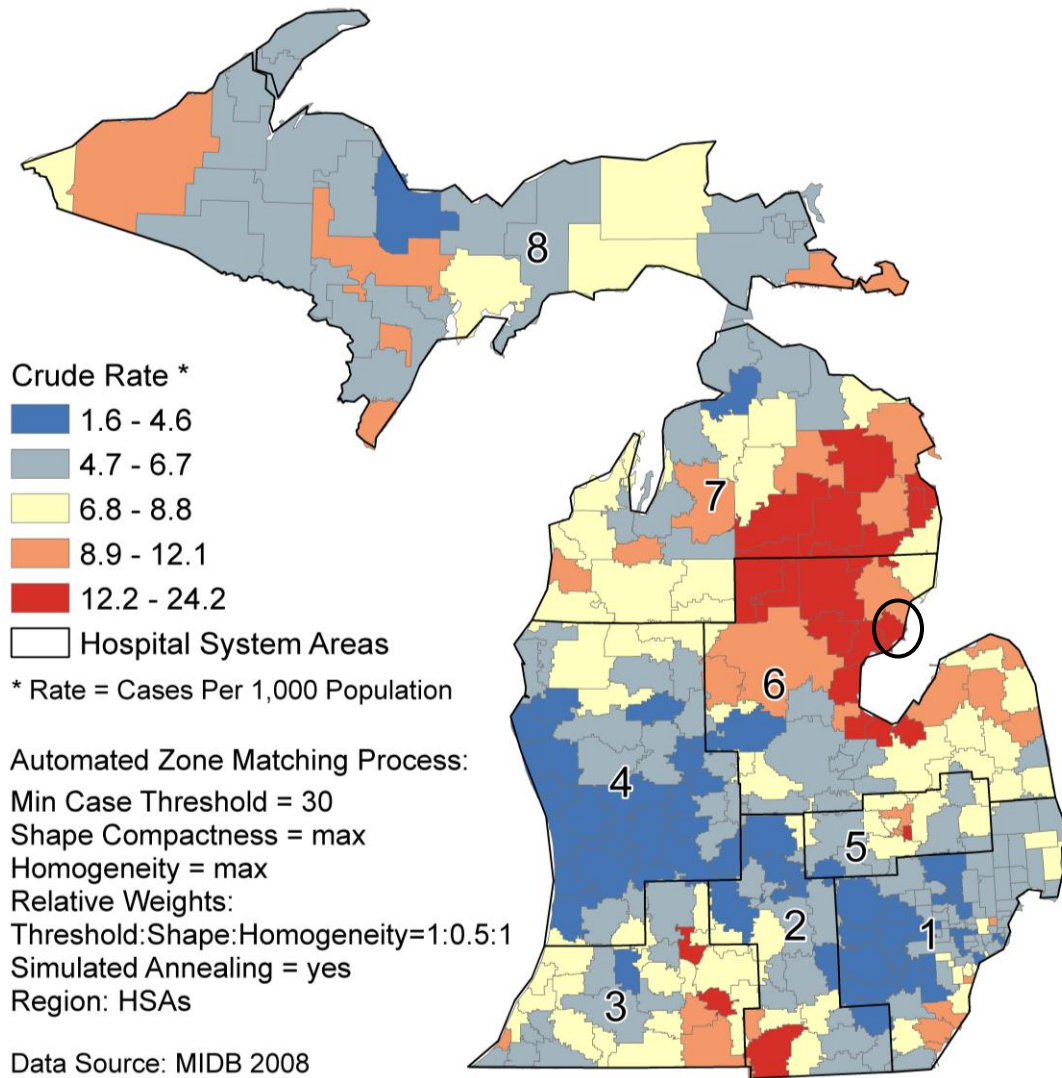 8
Crude Rate *
1.6 - 4.6
4.7 - 6.7
6.8 - 8.8
8.9 - 12.1
12.2 - 24.2
Hospital System Areas
* Rate = Cases Per 1,000 Population
7
6
Automated Zone Matching Process:
Min Case Threshold = 30
Shape Compactness = max
Homogeneity = max
Relative Weights:
Threshold:Shape:Homogeneity=1:0.5:1
Simulated Annealing = yes
Region: HSAs
Data Source: MIDB 2008
4
5
2
1
3